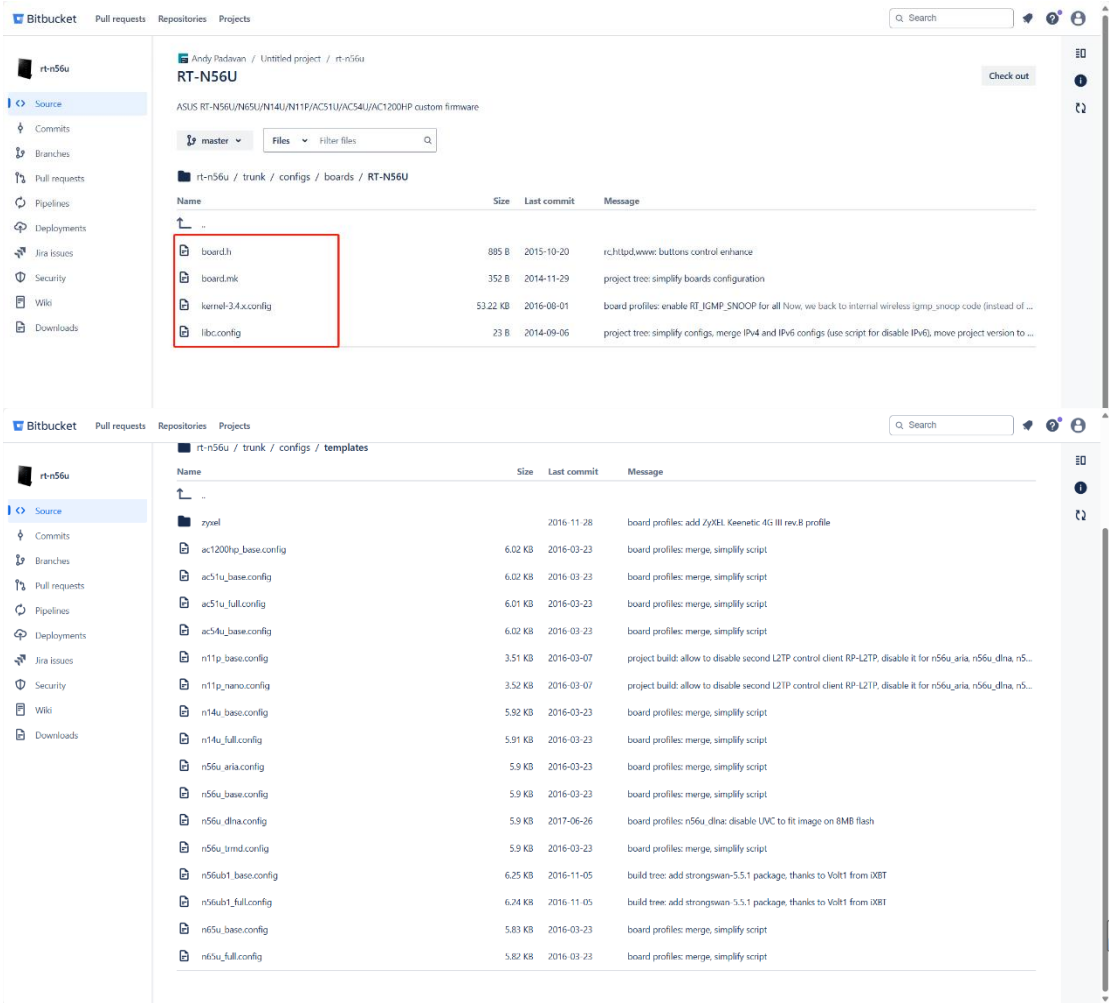 Bitbucket Pull requests Repositories Projects Search
rt-n56u
Source
Commits
Branches
Pull requests
Pipelines
Deployments
Jira issues
Security
Wiki
Downloads
Andy Padavan / Untitled project / rt-n56u
RT-N56U
Check out
ASUS RT-N56U/N65U/N14U/N11P/AC51U/AC54U/AC1200HP custom firmware
master Files Filter files
rt-n56u / trunk / configs / boards / RT-N56U
Name Size Last commit Message
..
board.h 885 B 2015-10-20 rc,httpd,www: buttons control enhance
board.mk 352 B 2014-11-29 project tree: simplify boards configuration
kernel-3.4.x.config 53.22 KB 2016-08-01 board profiles: enable RT_IGMP_SNOOP for all Now, we back to internal wireless igmp_snoop code (instead of ...
libc.config 23 B 2014-09-06 project tree: simplify configs, merge IPv4 and IPv6 configs (use script for disable IPv6), move project version to ...
Bitbucket Pull requests Repositories Projects Search
rt-n56u
Source
Commits
Branches
Pull requests
Pipelines
Deployments
Jira issues
Security
Wiki
Downloads
rt-n56u / trunk / configs / templates
Name Size Last commit Message
..
zyxel 2016-11-28 board profiles: add ZyXEL Keenetic 4G III rev.B profile
ac1200hp_base.config 6.02 KB 2016-03-23 board profiles: merge, simplify script
ac51u_base.config 6.02 KB 2016-03-23 board profiles: merge, simplify script
ac51u_full.config 6.01 KB 2016-03-23 board profiles: merge, simplify script
ac54u_base.config 6.02 KB 2016-03-23 board profiles: merge, simplify script
n11p_base.config 3.51 KB 2016-03-07 project build: allow to disable second L2TP control client RP-L2TP, disable it for n56u_aria, n56u_dlna, n5...
n11p_nano.config 3.52 KB 2016-03-07 project build: allow to disable second L2TP control client RP-L2TP, disable it for n56u_aria, n56u_dlna, n5...
n14u_base.config 5.92 KB 2016-03-23 board profiles: merge, simplify script
n14u_full.config 5.91 KB 2016-03-23 board profiles: merge, simplify script
n56u_aria.config 5.9 KB 2016-03-23 board profiles: merge, simplify script
n56u_base.config 5.9 KB 2016-03-23 board profiles: merge, simplify script
n56u_dlna.config 5.9 KB 2017-06-26 board profiles: n56u_dlna: disable UVC to fit image on 8MB flash
n56u_trmd.config 5.9 KB 2016-03-23 board profiles: merge, simplify script
n56ub1_base.config 6.25 KB 2016-11-05 build tree: add strongswan-5.5.1 package, thanks to Volt1 from iXBT
n56ub1_full.config 6.24 KB 2016-11-05 build tree: add strongswan-5.5.1 package, thanks to Volt1 from iXBT
n65u_base.config 5.83 KB 2016-03-23 board profiles: merge, simplify script
n65u_full.config 5.82 KB 2016-03-23 board profiles: merge, simplify script